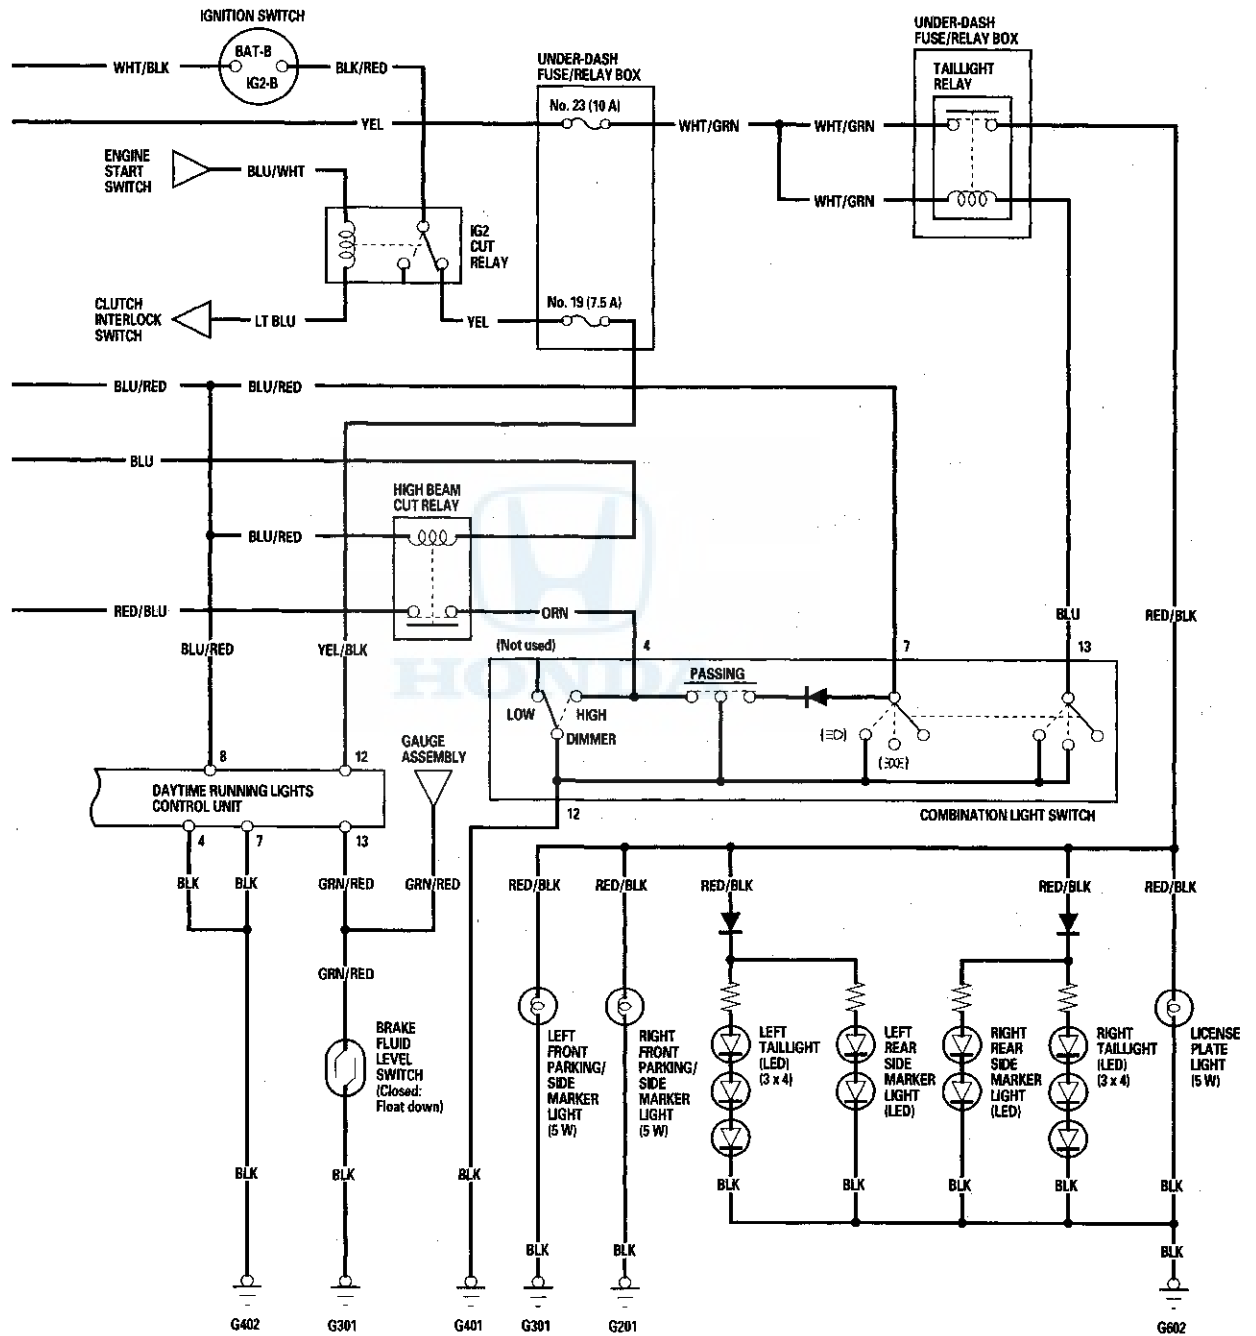 IGNITION SWITCH
BAT-B
IG2-B
WHT/BLK
BLK/RED
UNDER-DASH
FUSE/RELAY BOX
No. 23 (10 A)
UNDER-DASH
FUSE/RELAY BOX
TAILLIGHT
RELAY
YEL
WHT/GRN
WHT/GRN
ENGINE
START
SWITCH
BLU/WHT
WHT/GRN
IG2
CUT
RELAY
CLUTCH
INTERLOCK
SWITCH
LT BLU
YEL
No. 19 (7.5 A)
BLU/RED
BLU/RED
BLU
HIGH BEAM
CUT RELAY
BLU/RED
RED/BLU
ORN
BLU
RED/BLK
BLU/RED
YEL/BLK
(Not used)
4
7
13
HONDA
PASSING
LOW
HIGH
DIMMER
GAUGE
ASSEMBLY
8
12
DAYTIME RUNNING LIGHTS
CONTROL UNIT
12
COMBINATION LIGHT SWITCH
4
7
13
BLK
BLK
GRN/RED
GRN/RED
RED/BLK
RED/BLK
RED/BLK
RED/BLK
RED/BLK
GRN/RED
BRAKE
FLUID
LEVEL
SWITCH
(Closed:
Float down)
LEFT
FRONT
PARKING/
SIDE
MARKER
LIGHT
(5 W)
RIGHT
FRONT
PARKING/
SIDE
MARKER
LIGHT
(5 W)
LEFT
TAILLIGHT
(LED)
(3 x 4)
LEFT
REAR
SIDE
MARKER
LIGHT
(LED)
RIGHT
REAR
SIDE
MARKER
LIGHT
(LED)
RIGHT
TAILLIGHT
(LED)
(3 x 4)
LICENSE
PLATE
LIGHT
(5 W)
BLK
BLK
BLK
BLK
BLK
BLK
BLK
BLK
BLK
BLK
BLK
G402
G301
G401
G301
G201
G602